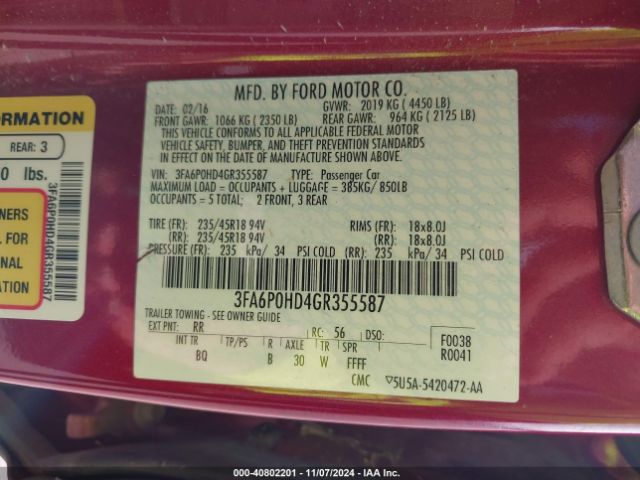 MFD. BY FORD MOTOR CO.
DATE: 02/16 GVWR: 2019 KG ( 4450 LB)
FRONT GAWR: 1066 KG ( 2350 LB) REAR GAWR: 964 KG ( 2125 LB)
THIS VEHICLE CONFORMS TO ALL APPLICABLE FEDERAL MOTOR
VEHICLE SAFETY, BUMPER, AND THEFT PREVENTION STANDARDS
IN EFFECT ON THE DATE OF MANUFACTURE SHOWN ABOVE.
VIN: 3FA6P0HD4GR355587 TYPE: Passenger Car
MAXIMUM LOAD = OCCUPANTS + LUGGAGE = 385KG/ 850LB
OCCUPANTS = 5 TOTAL: 2 FRONT, 3 REAR
TIRE (FR): 235/45R18 94V RIMS (FR): 18x8.0J
(RR): 235/45R18 94V (RR): 18x8.0J
PRESSURE (FR): 235 kPa/ 34 PSI COLD (RR): 235 kPa/ 34 PSI COLD
3FA6P0HD4GR355587
TRAILER TOWING - SEE OWNER GUIDE
EXT PNT: RR RC: 56 DSO: F0038
INT TR TP/PS R AXLE TR SPR R0041
BQ B 30 W FFFF
CMC 5U5A-5420472-AA
ORMATION
REAR: 3
0 lbs.
WNERS
L FOR
ONAL
ATION
3FA6P0HD4GR355587
000-40802201 - 11/07/2024 - IAA Inc.